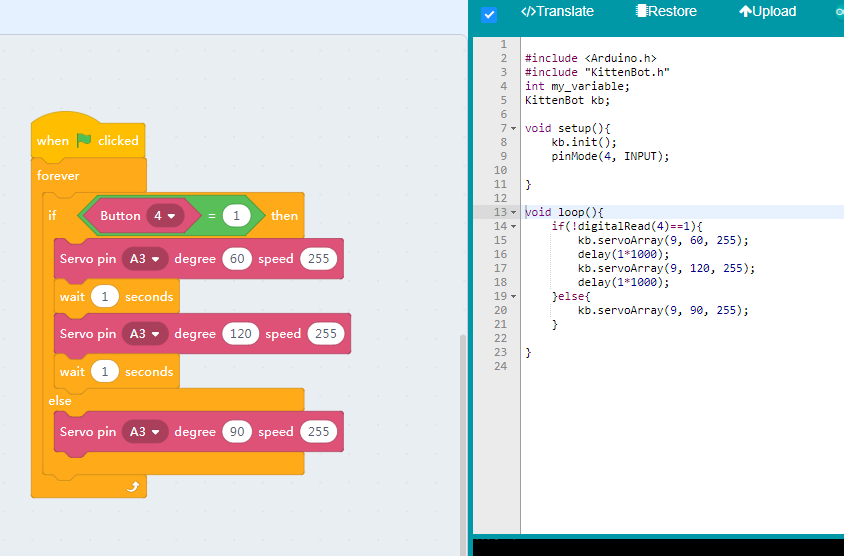 </>Translate Restore Upload
when clicked
forever
if Button 4 = 1 then
Servo pin A3 degree 60 speed 255
wait 1 seconds
Servo pin A3 degree 120 speed 255
wait 1 seconds
else
Servo pin A3 degree 90 speed 255
1
2 #include <Arduino.h>
3 #include "KittenBot.h"
4 int my_variable;
5 KittenBot kb;
6
7 void setup(){
8 kb.init();
9 pinMode(4, INPUT);
10
11 }
12
13 void loop(){
14 if(!digitalRead(4)==1){
15 kb.servoArray(9, 60, 255);
16 delay(1*1000);
17 kb.servoArray(9, 120, 255);
18 delay(1*1000);
19 }else{
20 kb.servoArray(9, 90, 255);
21 }
22
23 }
24